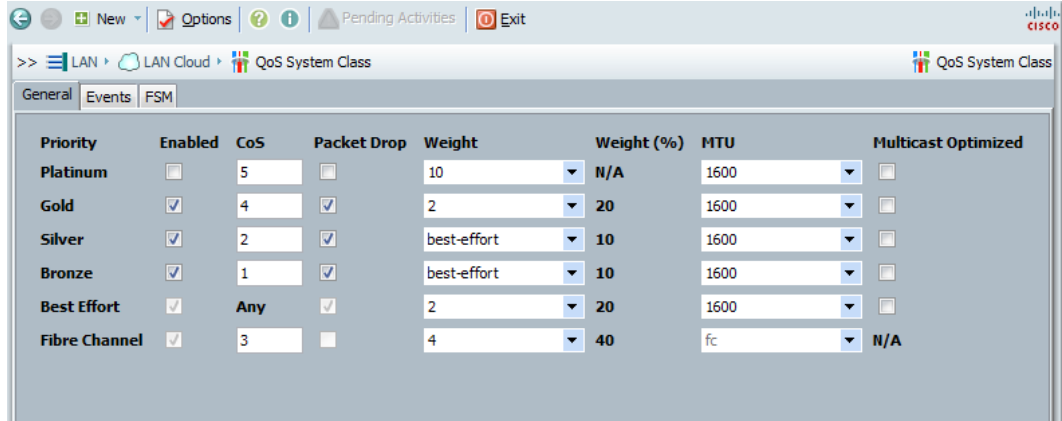 New Options Pending Activities Exit
CISCO
>> LAN LAN Cloud QoS System Class QoS System Class
General Events FSM
Priority Enabled CoS Packet Drop Weight Weight (%) MTU Multicast Optimized
Platinum 5 10 N/A 1600
Gold 4 2 20 1600
Silver 2 best-effort 10 1600
Bronze 1 best-effort 10 1600
Best Effort Any 2 20 1600
Fibre Channel 3 4 40 fc N/A